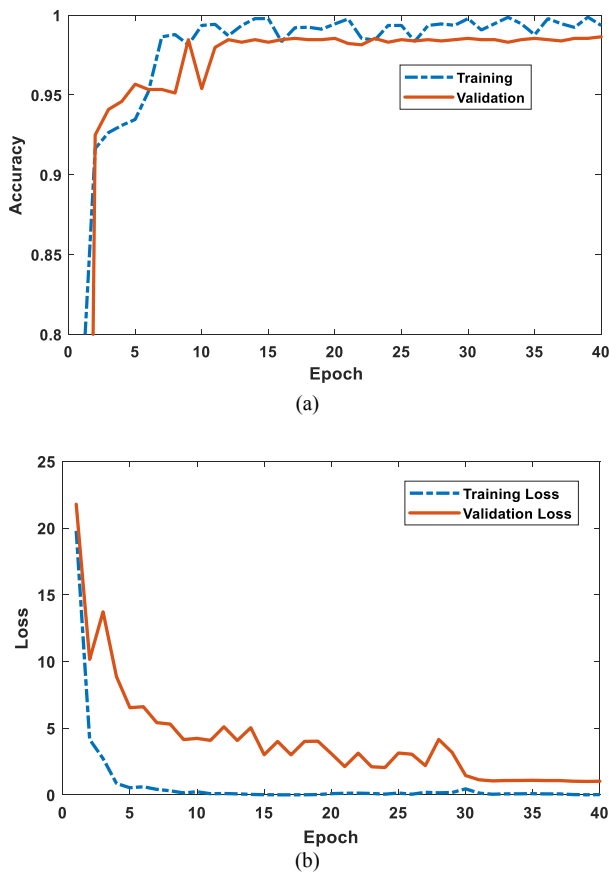 1
0.95
0.9
0.85
0.8
Accuracy
Training
Validation
0 5 10 15 20 25 30 35 40
Epoch
(a)
25
20
15
10
5
0
Loss
Training Loss
Validation Loss
0 5 10 15 20 25 30 35 40
Epoch
(b)